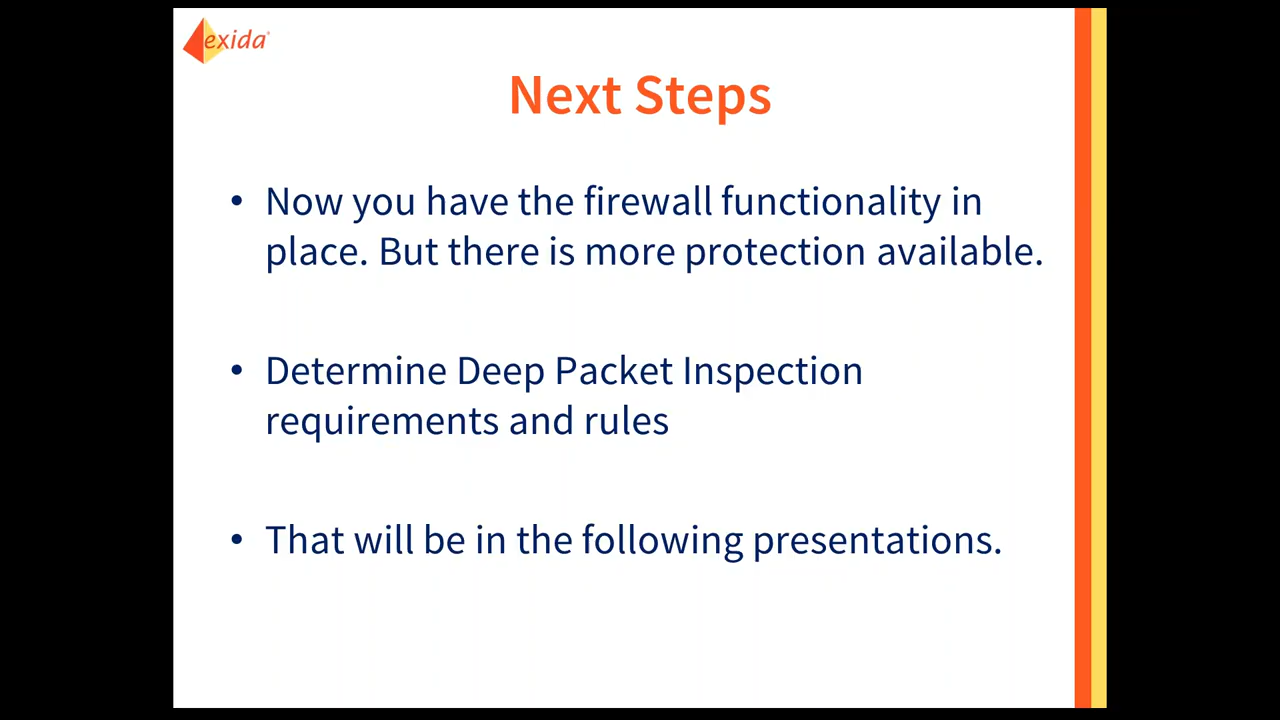 exida®
Next Steps
• Now you have the firewall functionality in
place. But there is more protection available.
• Determine Deep Packet Inspection
requirements and rules
• That will be in the following presentations.